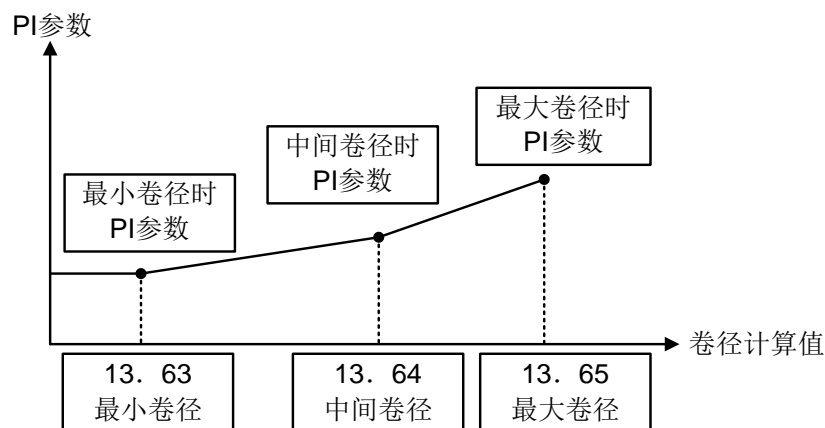 PI参数
最大卷径时
PI参数
中间卷径时
PI参数
最小卷径时
PI参数
卷径计算值
13. 63
最小卷径
13. 64
中间卷径
13. 65
最大卷径